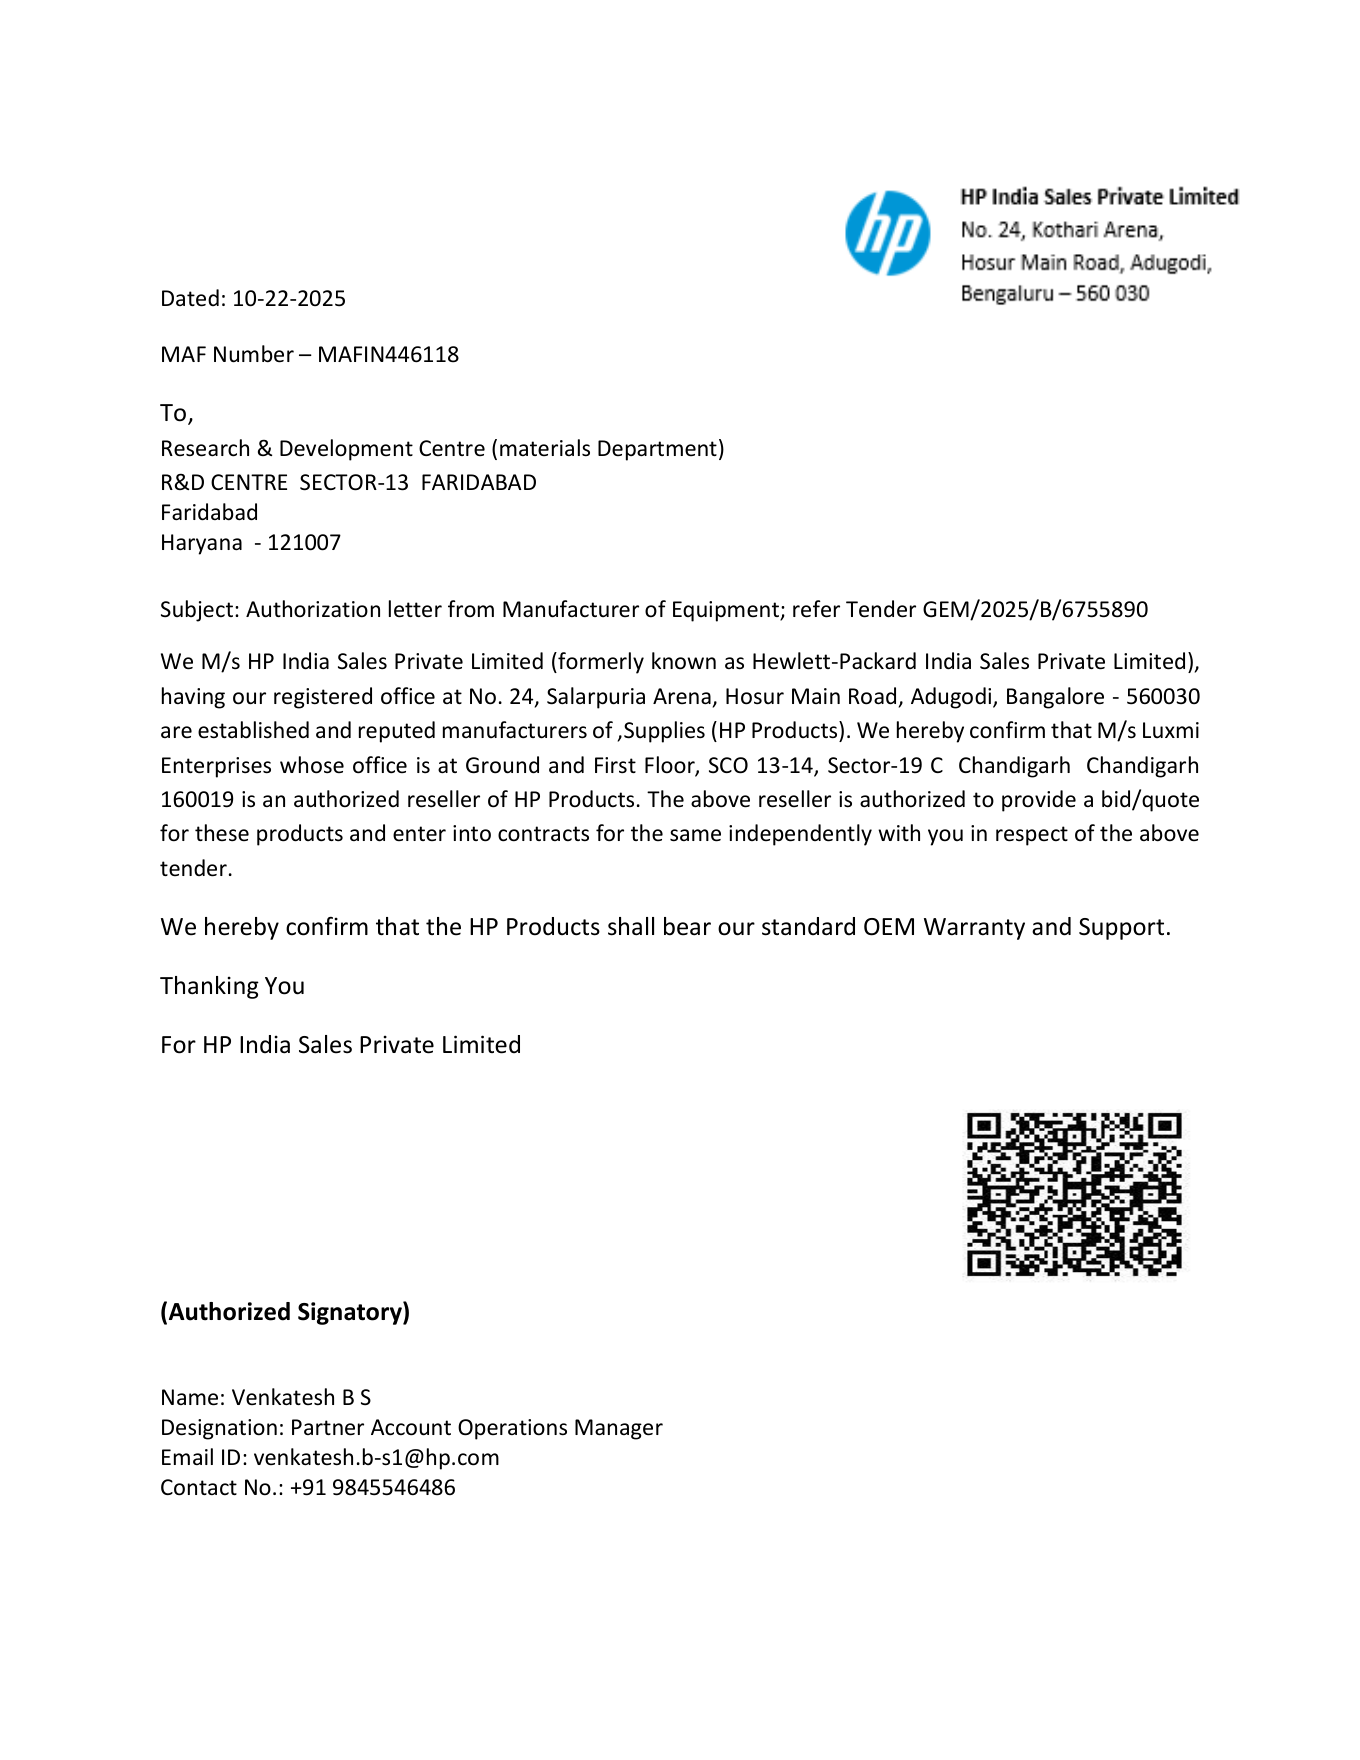 hp
HP India Sales Private Limited
No. 24, Kothari Arena,
Hosur Main Road, Adugodi,
Bengaluru – 560 030
Dated: 10-22-2025
MAF Number – MAFIN446118
To,
Research & Development Centre (materials Department)
R&D CENTRE  SECTOR-13  FARIDABAD
Faridabad
Haryana  - 121007
Subject: Authorization letter from Manufacturer of Equipment; refer Tender GEM/2025/B/6755890
We M/s HP India Sales Private Limited (formerly known as Hewlett-Packard India Sales Private Limited),
having our registered office at No. 24, Salarpuria Arena, Hosur Main Road, Adugodi, Bangalore - 560030
are established and reputed manufacturers of ,Supplies (HP Products). We hereby confirm that M/s Luxmi
Enterprises whose office is at Ground and First Floor, SCO 13-14, Sector-19 C  Chandigarh  Chandigarh
160019 is an authorized reseller of HP Products. The above reseller is authorized to provide a bid/quote
for these products and enter into contracts for the same independently with you in respect of the above
tender.
We hereby confirm that the HP Products shall bear our standard OEM Warranty and Support.
Thanking You
For HP India Sales Private Limited
(Authorized Signatory)
Name: Venkatesh B S
Designation: Partner Account Operations Manager
Email ID: venkatesh.b-s1@hp.com
Contact No.: +91 9845546486